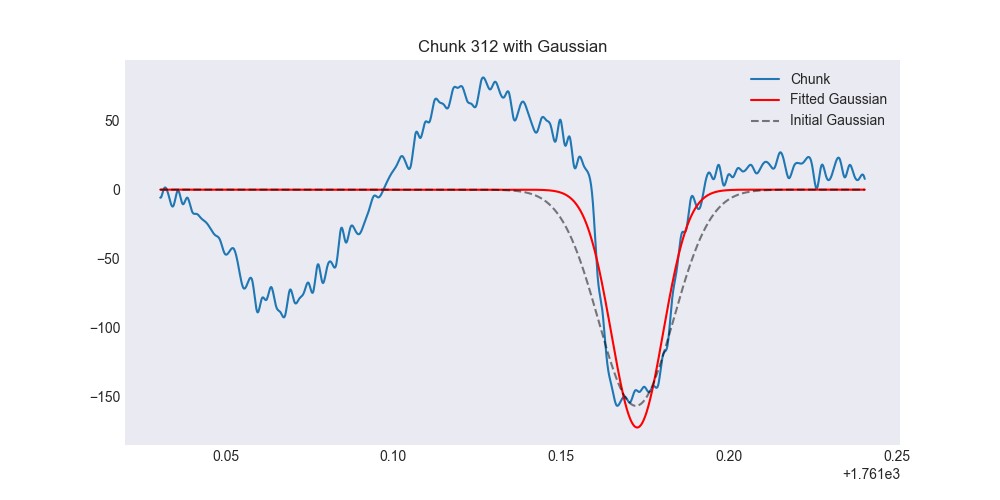 Chunk 312 with Gaussian
Chunk
Fitted Gaussian
Initial Gaussian
50
0
−50
−100
−150
0.05
0.10
0.15
0.20
0.25
+1.761e3